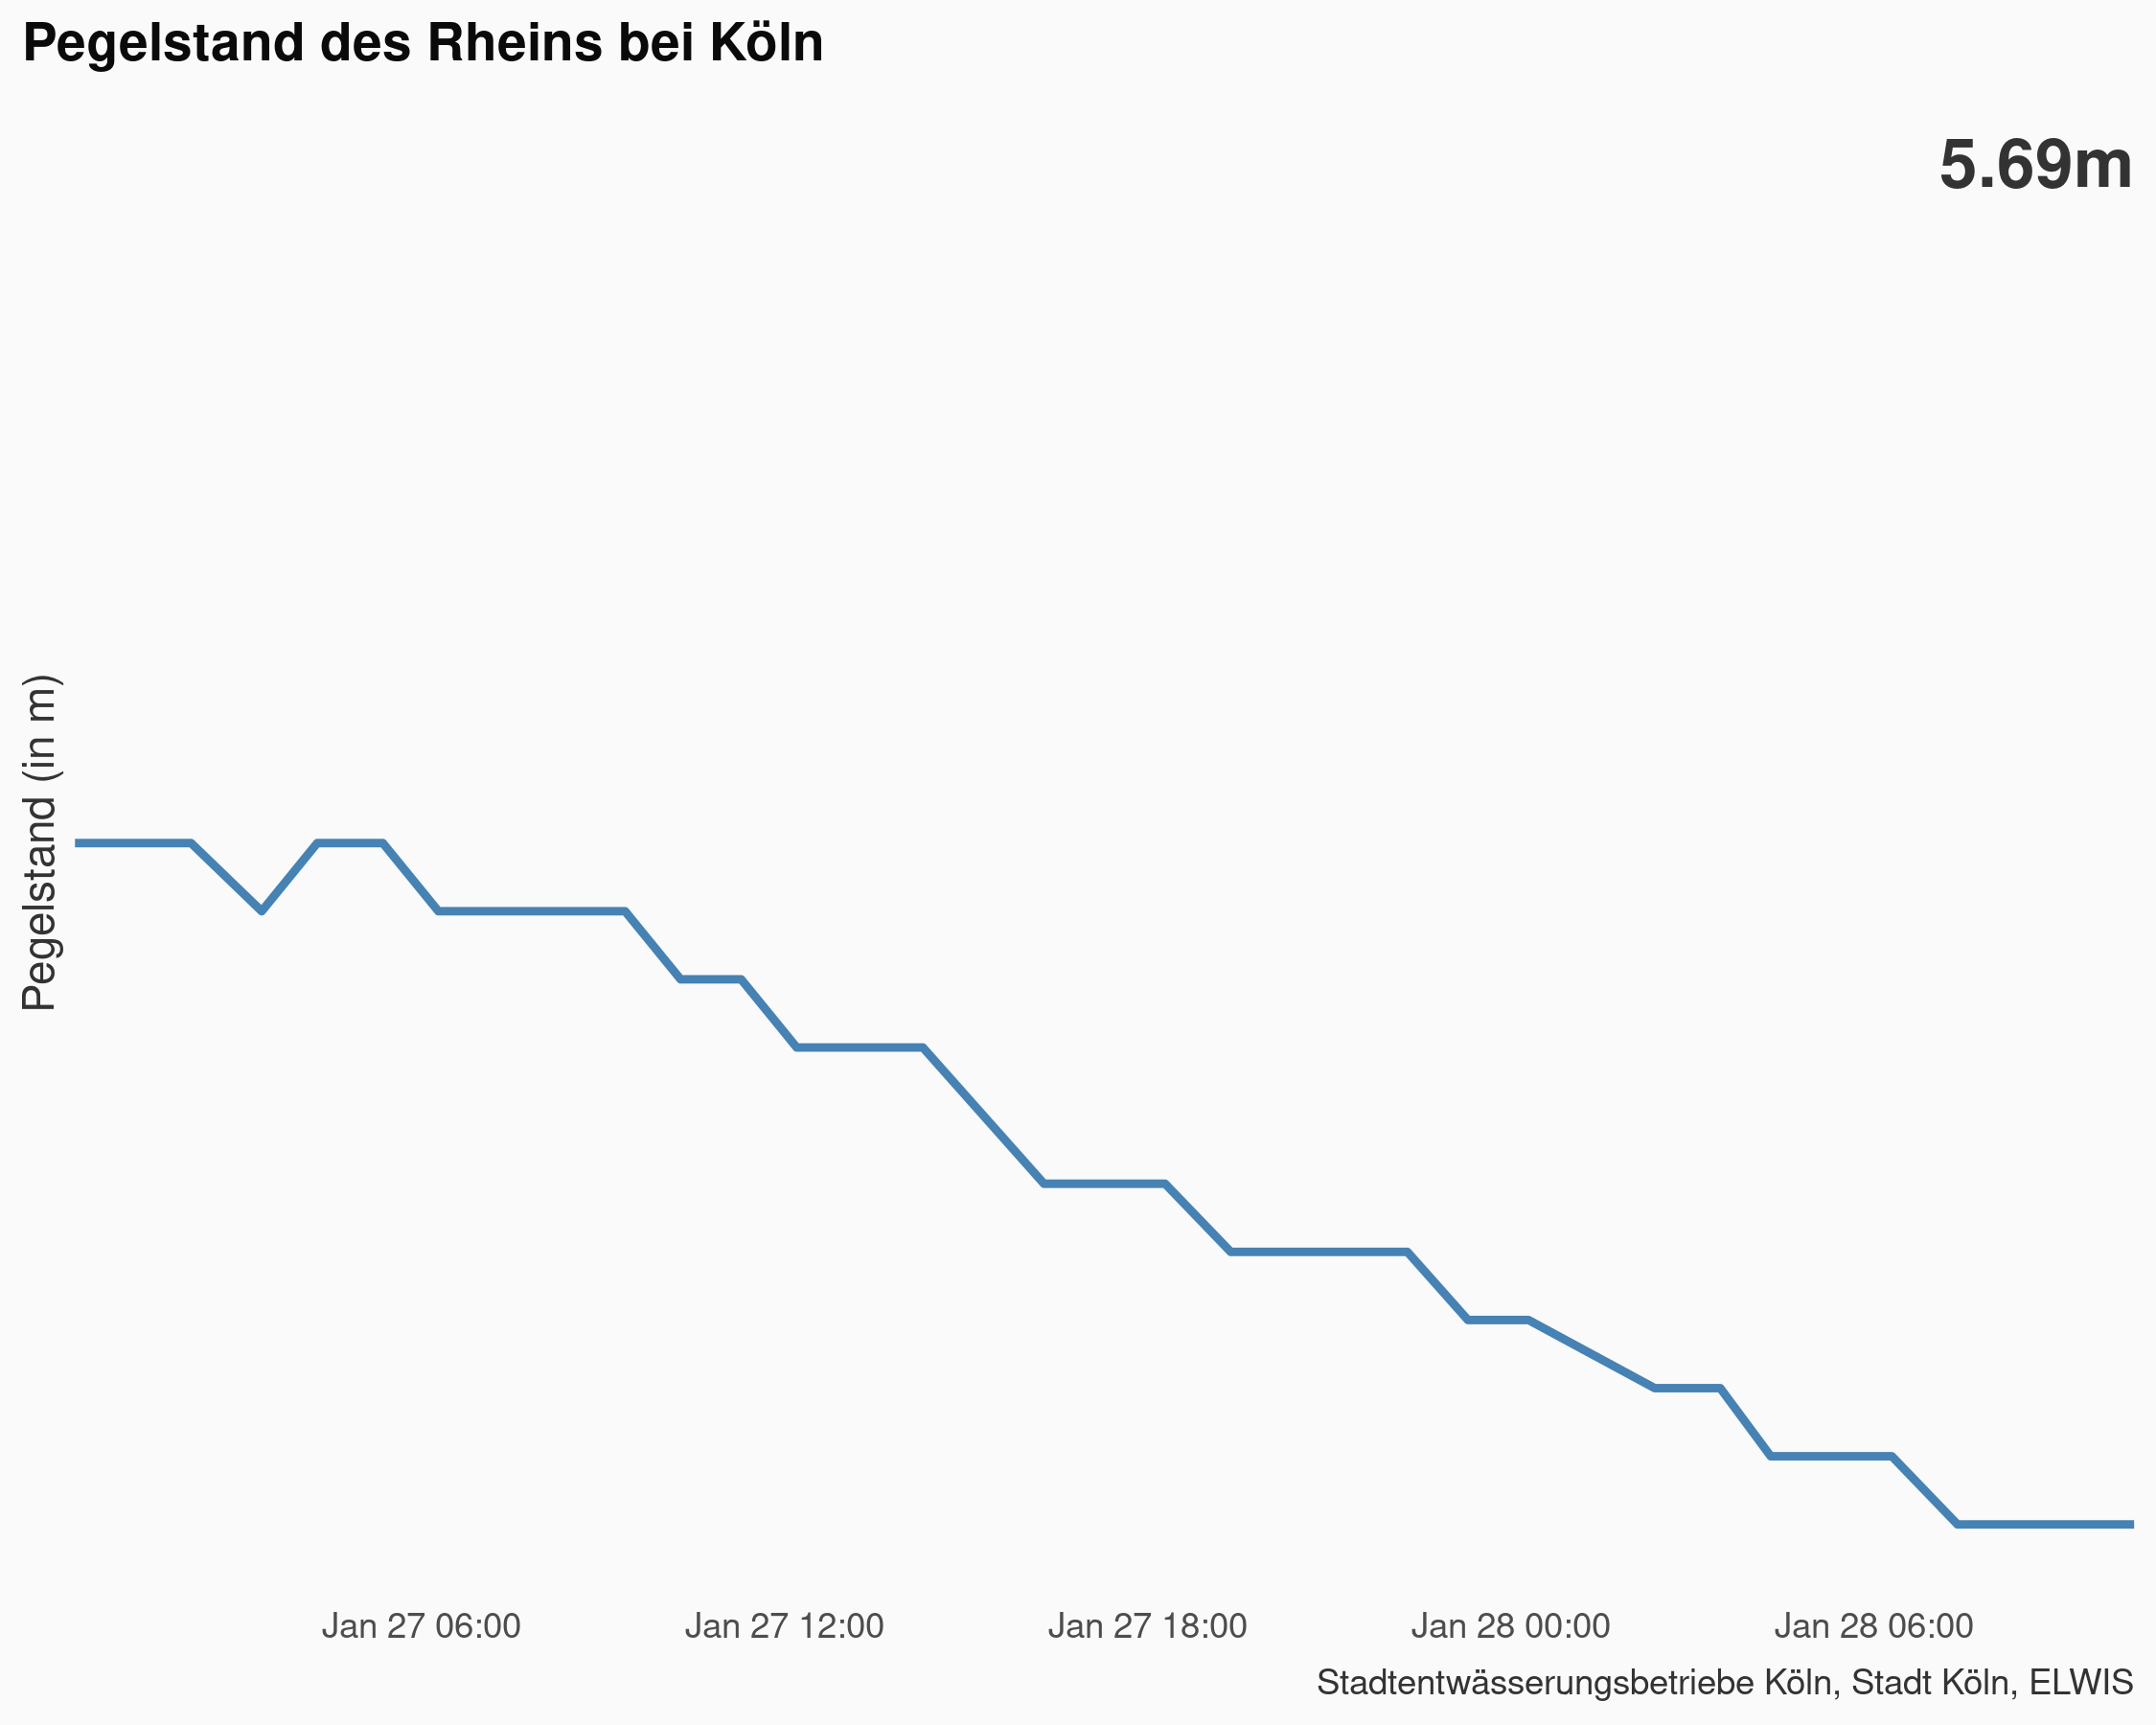 Pegelstand des Rheins bei Köln
5.69m
Pegelstand (in m)
Jan 27 06:00
Jan 27 12:00
Jan 27 18:00
Jan 28 00:00
Jan 28 06:00
Stadtentwässerungsbetriebe Köln, Stadt Köln, ELWIS